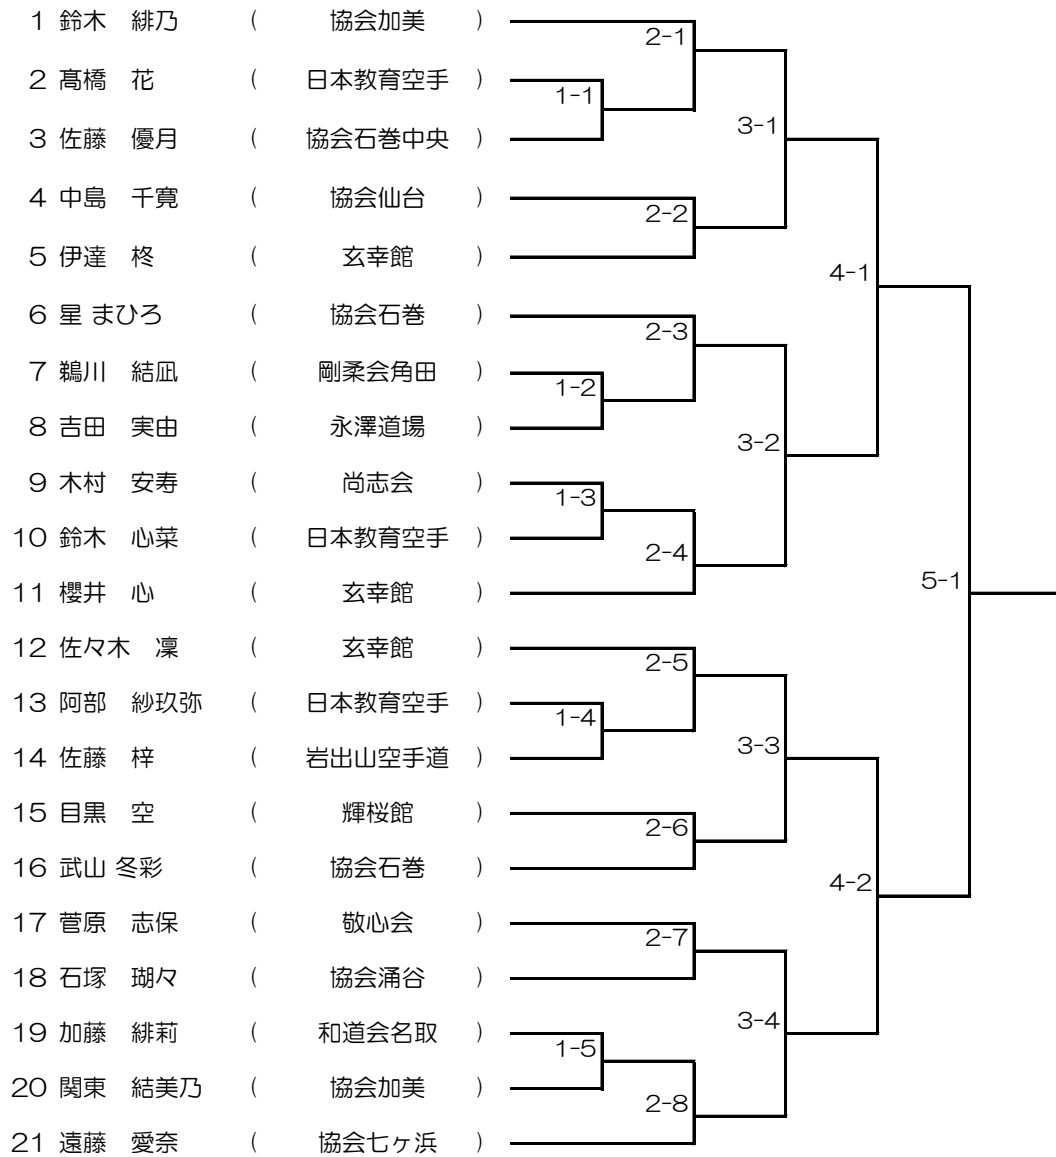 1 鈴木　緋乃 ( 協会加美 )
2-1
2 髙橋　花 ( 日本教育空手 )
1-1
3 佐藤　優月 ( 協会石巻中央 )
3-1
4 中島　千寛 ( 協会仙台 )
2-2
5 伊達　柊 ( 玄幸館 )
4-1
6 星 まひろ ( 協会石巻 )
2-3
7 鵜川　結凪 ( 剛柔会角田 )
1-2
8 吉田　実由 ( 永澤道場 )
3-2
9 木村　安寿 ( 尚志会 )
1-3
10 鈴木　心菜 ( 日本教育空手 )
2-4
11 櫻井　心 ( 玄幸館 )
5-1
12 佐々木　凜 ( 玄幸館 )
2-5
13 阿部　紗玖弥 ( 日本教育空手 )
1-4
14 佐藤　梓 ( 岩出山空手道 )
3-3
15 目黒　空 ( 輝桜館 )
2-6
16 武山 冬彩 ( 協会石巻 )
4-2
17 菅原　志保 ( 敬心会 )
2-7
18 石塚　瑚々 ( 協会涌谷 )
3-4
19 加藤　緋莉 ( 和道会名取 )
1-5
20 関東　結美乃 ( 協会加美 )
2-8
21 遠藤　愛奈 ( 協会七ヶ浜 )